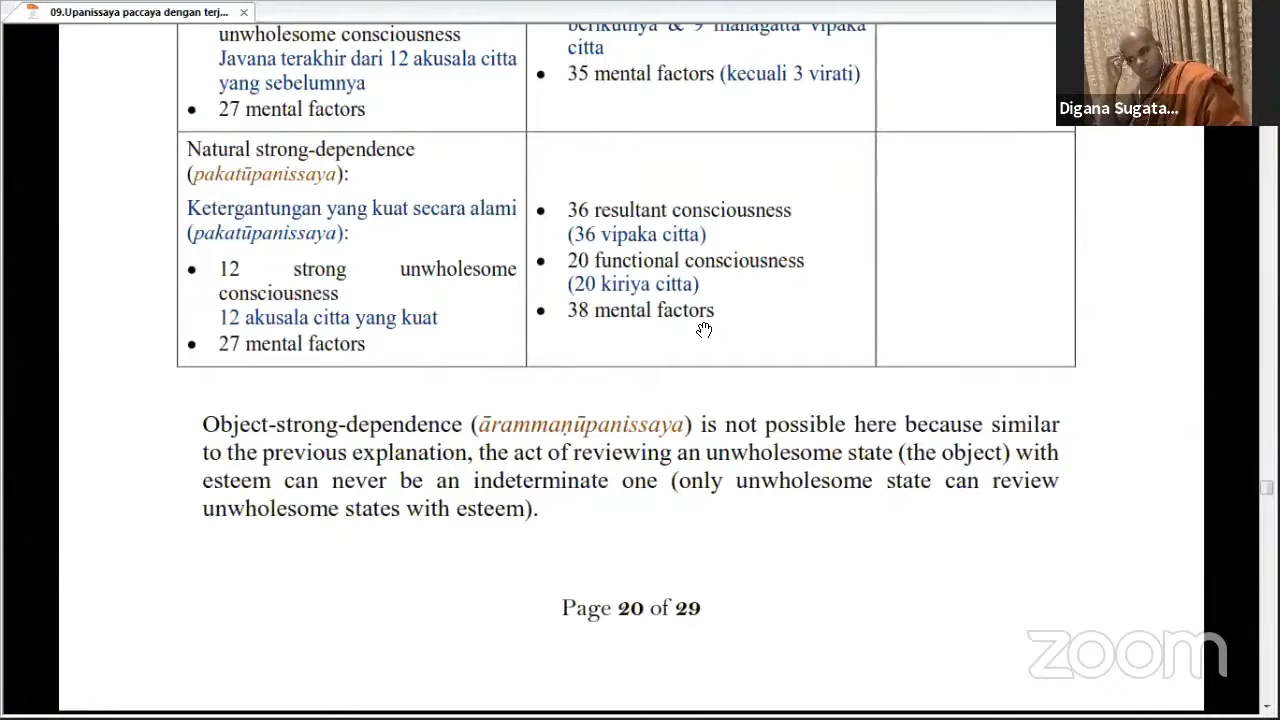 09.Upanissaya paccaya dengan terj...
unwholesome consciousness
Javana terakhir dari 12 akusala citta
yang sebelumnya
• 27 mental factors
berikutnya & 9 mahaggata vipaka
citta
• 35 mental factors (kecuali 3 virati)
Digana Sugata...
Natural strong-dependence
(pakatūpanissaya):
Ketergantungan yang kuat secara alami
(pakatūpanissaya):
• 12 strong unwholesome
consciousness
12 akusala citta yang kuat
• 27 mental factors
• 36 resultant consciousness
(36 vipaka citta)
• 20 functional consciousness
(20 kiriya citta)
• 38 mental factors
Object-strong-dependence (ārammaṇūpanissaya) is not possible here because similar
to the previous explanation, the act of reviewing an unwholesome state (the object) with
esteem can never be an indeterminate one (only unwholesome state can review
unwholesome states with esteem).
Page 20 of 29
zoom